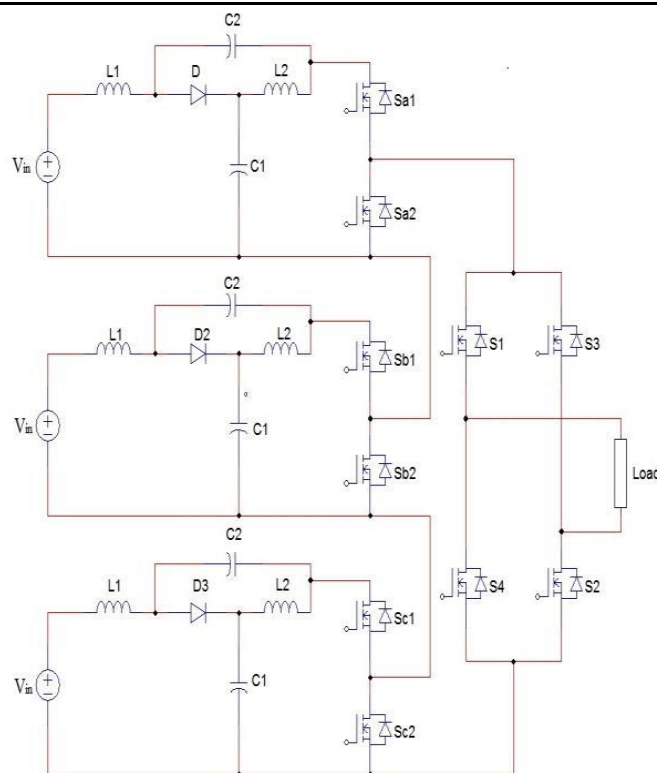 C2
L1
D
L2
Sa1
Vin
C1
Sa2
C2
S1
S3
L1
D2
L2
Sb1
Vin
C1
Sb2
Load
C2
L1
D3
L2
S4
S2
Sc1
Vin
C1
Sc2